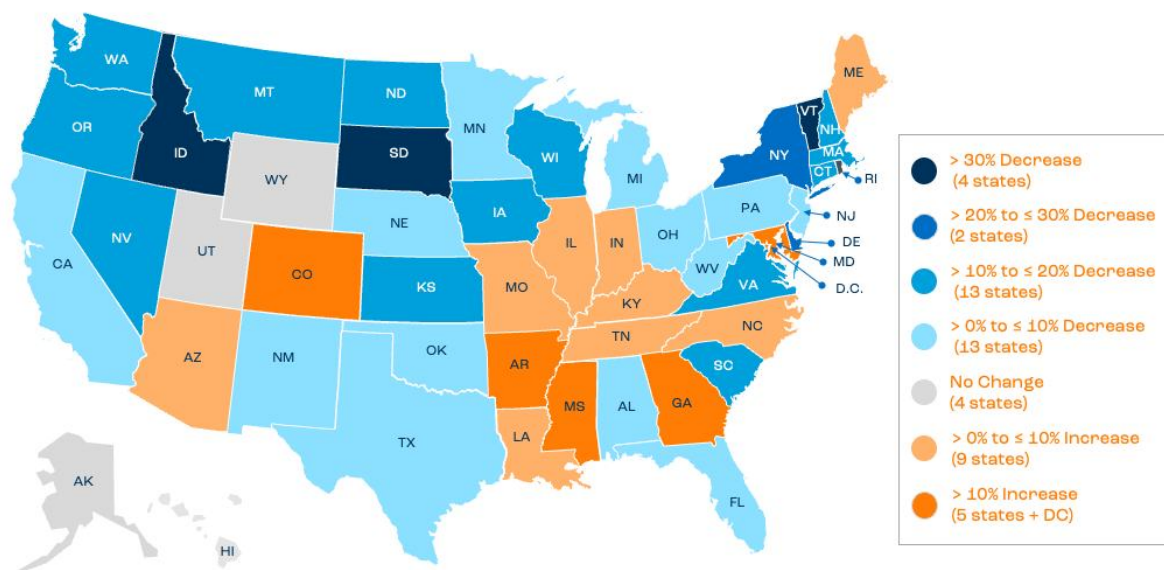 WA
MT
ND
MN
ME
VT
NH
OR
ID
SD
WI
NY
MA
CT
RI
WY
MI
IA
NE
PA
NJ
NV
OH
IL
IN
DE
UT
MD
CA
CO
WV
D.C.
KS
VA
MO
KY
NC
TN
AZ
NM
OK
AR
SC
MS
AL
GA
LA
TX
AK
FL
HI
> 30% Decrease
(4 states)
> 20% to ≤ 30% Decrease
(2 states)
> 10% to ≤ 20% Decrease
(13 states)
> 0% to ≤ 10% Decrease
(13 states)
No Change
(4 states)
> 0% to ≤ 10% Increase
(9 states)
> 10% Increase
(5 states + DC)